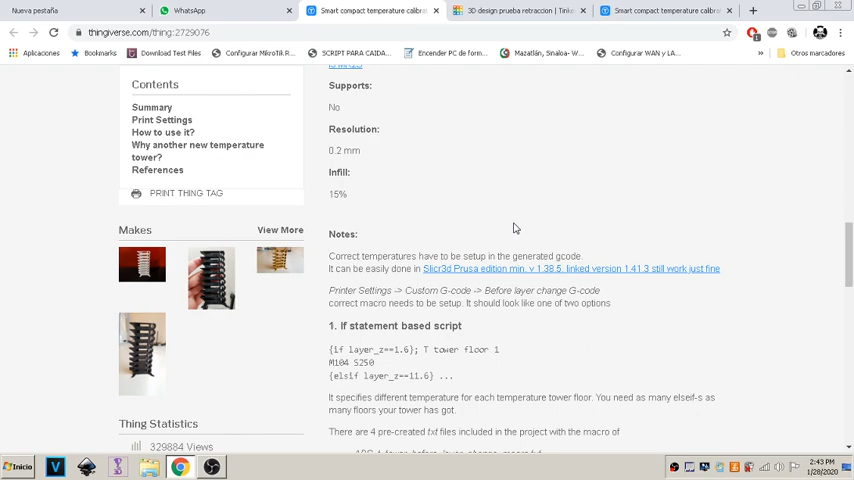 Nueva pestaña
WhatsApp
Smart compact temperature calibra
3D design prueba retraccion | Tinke
Smart compact temperature calibra
thingiverse.com/thing:2729076
Aplicaciones
Bookmarks
Download Test Files
Configurar MikroTik R...
SCRIPT PARA CAIDA...
Encender PC de form...
Mazatlán, Sinaloa- W...
Configurar WAN y LA...
Otros marcadores
Contents
Summary
Print Settings
How to use it?
Why another new temperature
tower?
References
PRINT THING TAG
Makes
View More
Thing Statistics
329884 Views
Supports:
No
Resolution:
0.2 mm
Infill:
15%
Notes:
Correct temperatures have to be setup in the generated gcode.
It can be easily done in Slicr3d Prusa edition min. v 1.38.5. linked version 1.41.3 still work just fine
Printer Settings -> Custom G-code -> Before layer change G-code
correct macro needs to be setup. It should look like one of two options
1. If statement based script
{if layer_z==1.6}; T tower floor 1
M104 S250
{elsif layer_z==11.6} ...
It specifies different temperature for each temperature tower floor. You need as many elseif-s as
many floors your tower has got.
There are 4 pre-created txt files included in the project with the macro of
Inicio
2:43 PM
1/28/2020